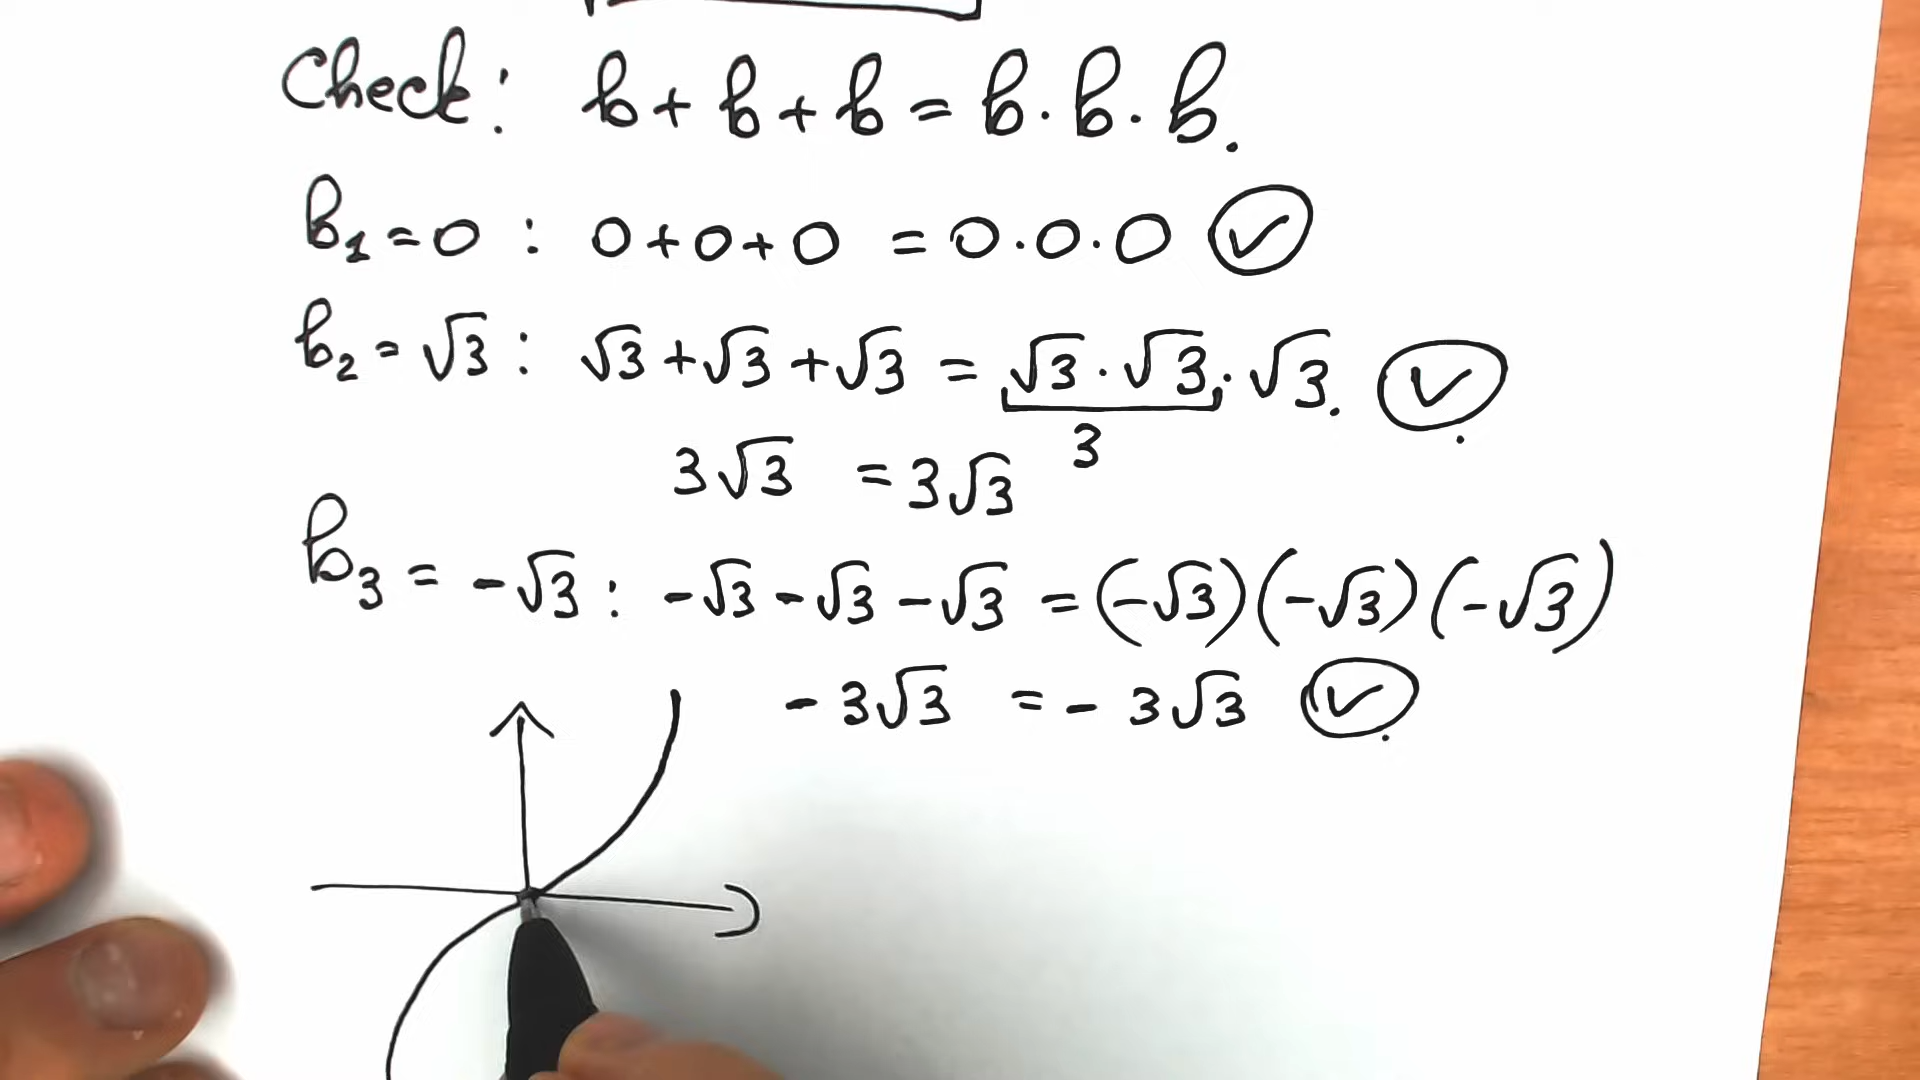 Check: b + b + b = b · b · b.
b₁ = 0 : 0 + 0 + 0 = 0 · 0 · 0 ✓
b₂ = √3 : √3 + √3 + √3 = √3 · √3 · √3. ✓
3
3√3 = 3√3
b₃ = -√3 : -√3 - √3 - √3 = (-√3)(-√3)(-√3)
- 3√3 = - 3√3 ✓